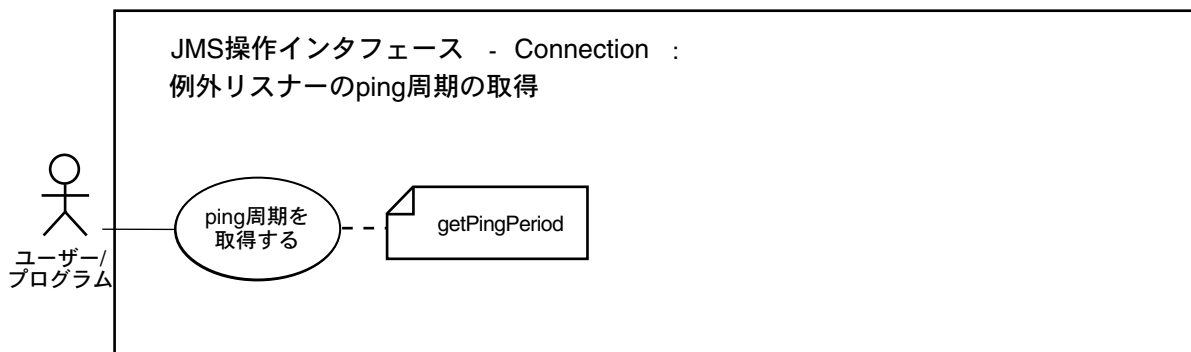 JMS操作インタフェース - Connection :
例外リスナーのping周期の取得
ping周期を
取得する
getPingPeriod
ユーザー/
プログラム